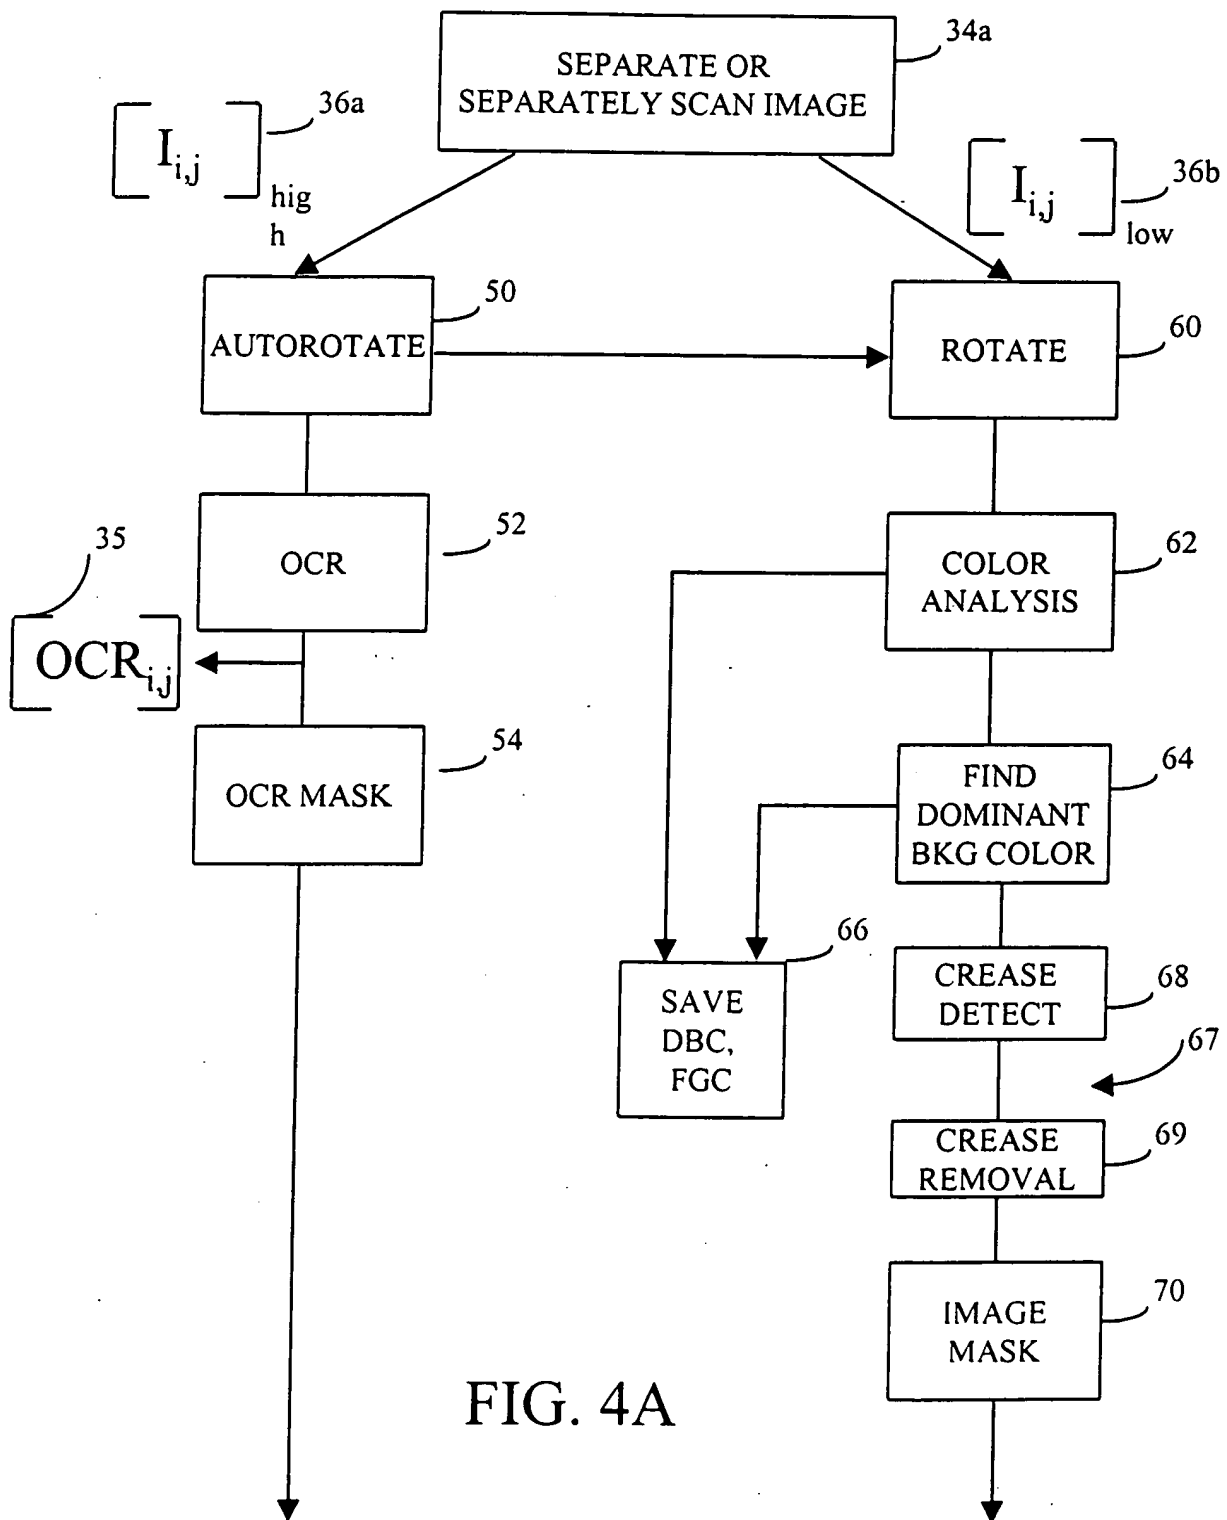 34a
SEPARATE OR
SEPARATELY SCAN IMAGE
36a
I i,j
hig
h
36b
I i,j
low
50
AUTOROTATE
60
ROTATE
52
OCR
35
OCR i,j
62
COLOR
ANALYSIS
54
OCR MASK
64
FIND
DOMINANT
BKG COLOR
66
SAVE
DBC,
FGC
68
CREASE
DETECT
67
69
CREASE
REMOVAL
70
IMAGE
MASK
FIG. 4A